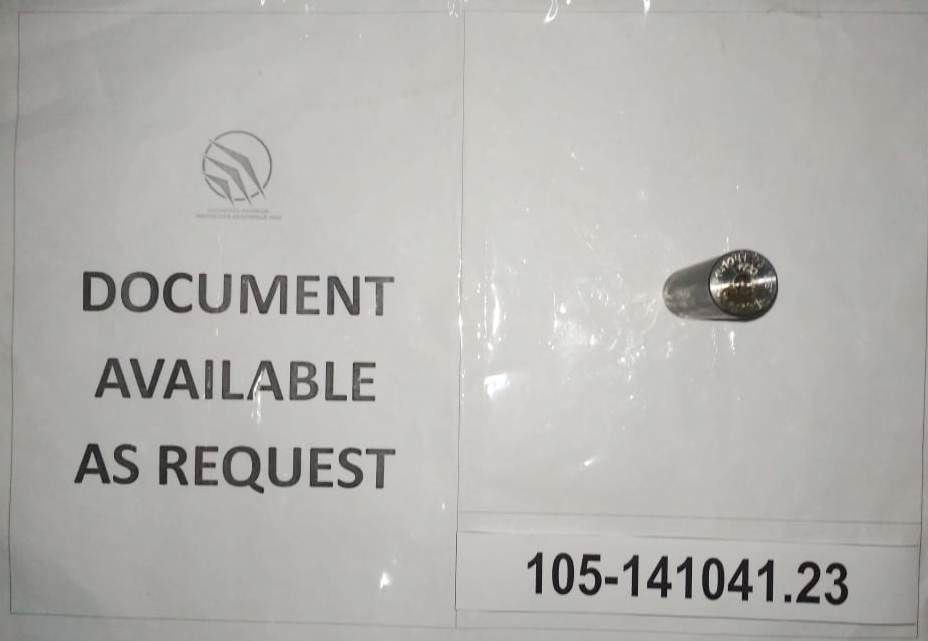 DOCUMENT
AVAILABLE
AS REQUEST
105-141041.23